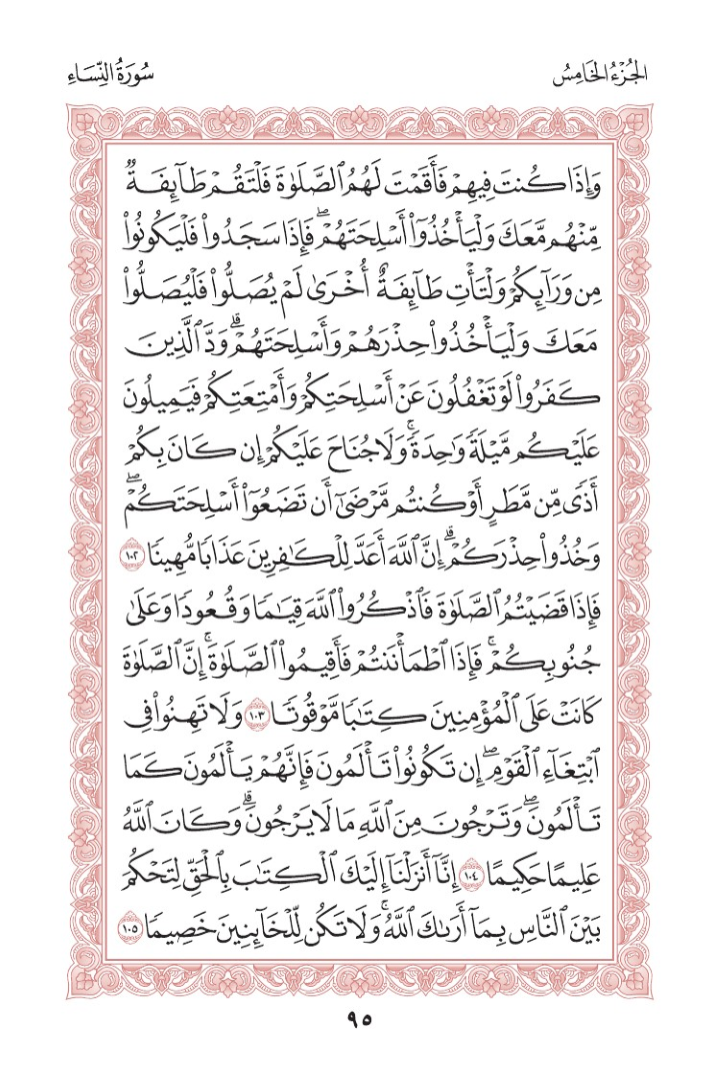 الجُزْءُ الخَامِسُ
سُورَةُ النِّسَاءِ
وَإِذَا كُنتَ فِيهِمْ فَأَقَمْتَ لَهُمُ ٱلصَّلَوٰةَ فَلْتَقُمْ طَآئِفَةٌ
مِّنْهُم مَّعَكَ وَلْيَأْخُذُوٓا۟ أَسْلِحَتَهُمْۖ فَإِذَا سَجَدُوا۟ فَلْيَكُونُوا۟
مِن وَرَآئِكُمْ وَلْتَأْتِ طَآئِفَةٌ أُخْرَىٰ لَمْ يُصَلُّوا۟ فَلْيُصَلُّوا۟
مَعَكَ وَلْيَأْخُذُوا۟ حِذْرَهُمْ وَأَسْلِحَتَهُمْۗ وَدَّ ٱلَّذِينَ
كَفَرُوا۟ لَوْ تَغْفُلُونَ عَنْ أَسْلِحَتِكُمْ وَأَمْتِعَتِكُمْ فَيَمِيلُونَ
عَلَيْكُم مَّيْلَةً وَٰحِدَةًۚ وَلَا جُنَاحَ عَلَيْكُمْ إِن كَانَ بِكُمْ
أَذًى مِّن مَّطَرٍ أَوْ كُنتُم مَّرْضَىٰٓ أَن تَضَعُوٓا۟ أَسْلِحَتَكُمْۖ
وَخُذُوا۟ حِذْرَكُمْۗ إِنَّ ٱللَّهَ أَعَدَّ لِلْكَٰفِرِينَ عَذَابًا مُّهِينًا ١٠٢
فَإِذَا قَضَيْتُمُ ٱلصَّلَوٰةَ فَٱذْكُرُوا۟ ٱللَّهَ قِيَٰمًا وَقُعُودًا وَعَلَىٰ
جُنُوبِكُمْۚ فَإِذَا ٱطْمَأْنَنتُمْ فَأَقِيمُوا۟ ٱلصَّلَوٰةَۚ إِنَّ ٱلصَّلَوٰةَ
كَانَتْ عَلَى ٱلْمُؤْمِنِينَ كِتَٰبًا مَّوْقُوتًا ١٠٣ وَلَا تَهِنُوا۟ فِى
ٱبْتِغَآءِ ٱلْقَوْمِۖ إِن تَكُونُوا۟ تَأْلَمُونَ فَإِنَّهُمْ يَأْلَمُونَ كَمَا
تَأْلَمُونَۖ وَتَرْجُونَ مِنَ ٱللَّهِ مَا لَا يَرْجُونَۗ وَكَانَ ٱللَّهُ
عَلِيمًا حَكِيمًا ١٠٤ إِنَّآ أَنزَلْنَآ إِلَيْكَ ٱلْكِتَٰبَ بِٱلْحَقِّ لِتَحْكُمَ
بَيْنَ ٱلنَّاسِ بِمَآ أَرَىٰكَ ٱللَّهُۚ وَلَا تَكُن لِّلْخَآئِنِينَ خَصِيمًا ١٠٥
٩٥